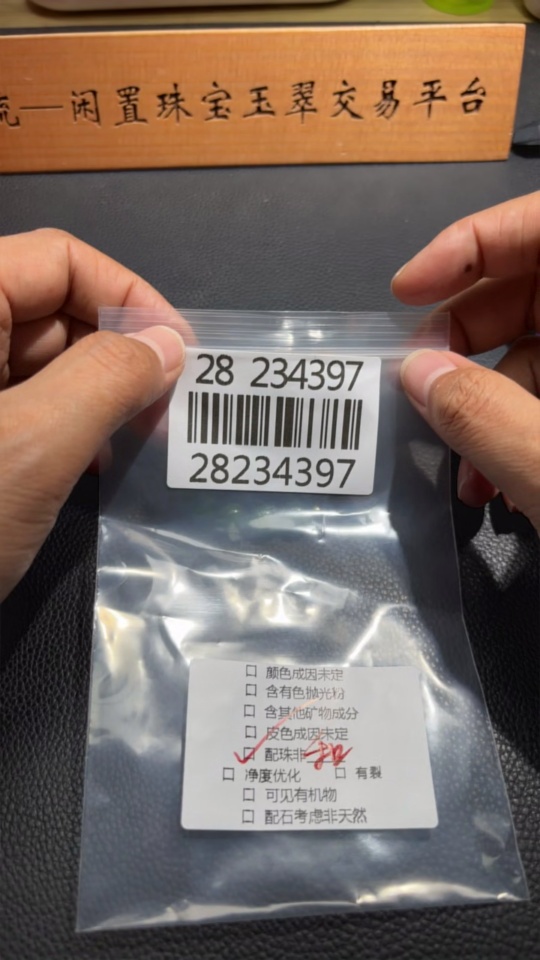 流—闲置珠宝玉翠交易平台
28 234397
28234397
☐ 颜色成因未定
☐ 含有色抛光粉
☐ 含其他矿物成分
☐ 皮色成因未定
☐ 配珠非
☐ 净度优化 ☐ 有裂
☐ 可见有机物
☐ 配石考虑非天然